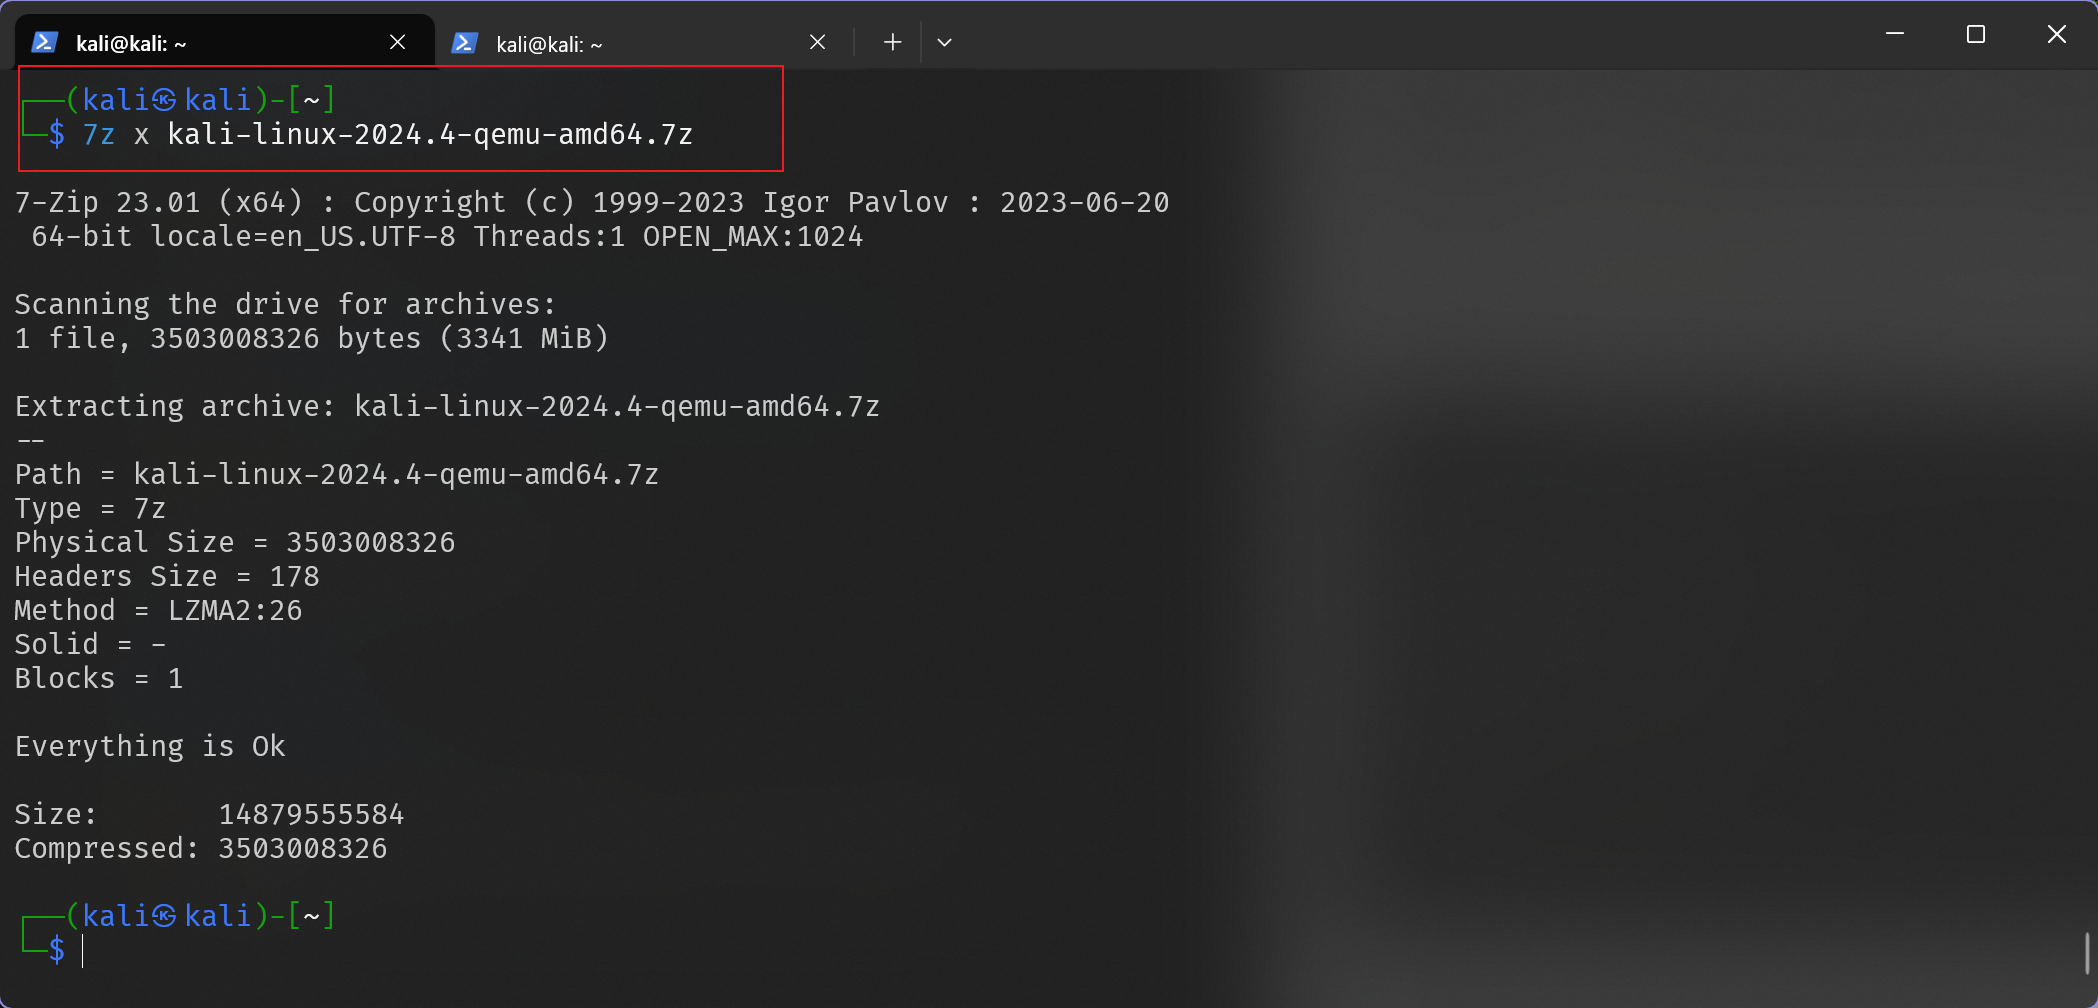 kali@kali: ~
kali@kali: ~
┌──(kali㉿kali)-[~]
└─$ 7z x kali-linux-2024.4-qemu-amd64.7z
7-Zip 23.01 (x64) : Copyright (c) 1999-2023 Igor Pavlov : 2023-06-20
64-bit locale=en_US.UTF-8 Threads:1 OPEN_MAX:1024
Scanning the drive for archives:
1 file, 3503008326 bytes (3341 MiB)
Extracting archive: kali-linux-2024.4-qemu-amd64.7z
--
Path = kali-linux-2024.4-qemu-amd64.7z
Type = 7z
Physical Size = 3503008326
Headers Size = 178
Method = LZMA2:26
Solid = -
Blocks = 1
Everything is Ok
Size:       14879555584
Compressed: 3503008326
┌──(kali㉿kali)-[~]
└─$